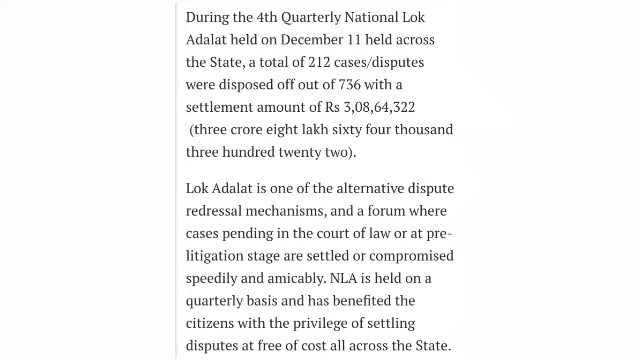 During the 4th Quarterly National Lok
Adalat held on December 11 held across
the State, a total of 212 cases/disputes
were disposed off out of 736 with a
settlement amount of Rs 3,08,64,322
(three crore eight lakh sixty four thousand
three hundred twenty two).
Lok Adalat is one of the alternative dispute
redressal mechanisms, and a forum where
cases pending in the court of law or at pre-
litigation stage are settled or compromised
speedily and amicably. NLA is held on a
quarterly basis and has benefited the
citizens with the privilege of settling
disputes at free of cost all across the State.